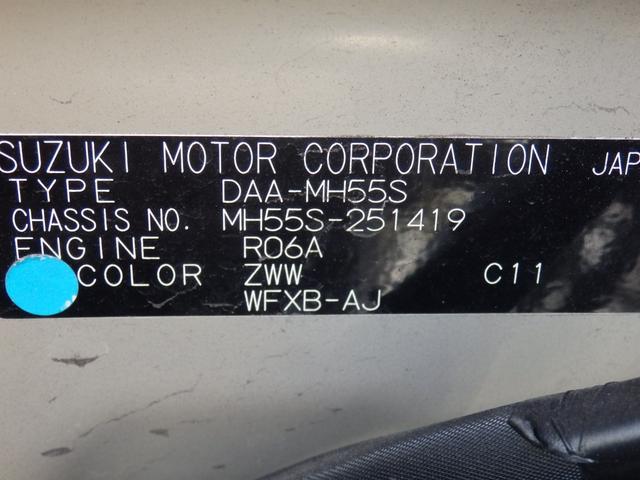 SUZUKI MOTOR CORPORATION JAP
TYPE DAA-MH55S
CHASSIS NO. MH55S-251419
ENGINE R06A
COLOR ZWW C11
WFXB-AJ